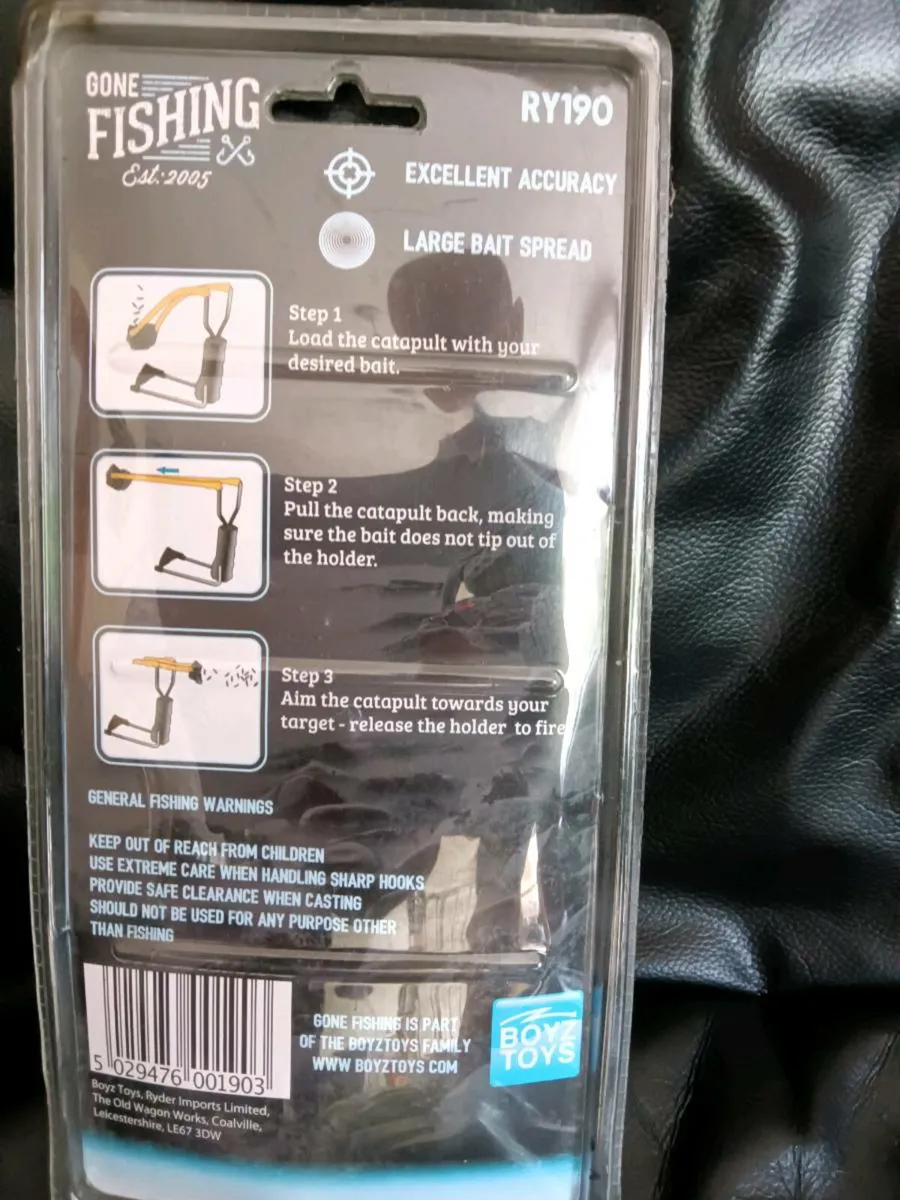 GONE
FISHING
Est. 2005
RY190
EXCELLENT ACCURACY
LARGE BAIT SPREAD
Step 1
Load the catapult with your
desired bait.
Step 2
Pull the catapult back, making
sure the bait does not tip out of
the holder.
Step 3
Aim the catapult towards your
target - release the holder to fire
GENERAL FISHING WARNINGS
KEEP OUT OF REACH FROM CHILDREN
USE EXTREME CARE WHEN HANDLING SHARP HOOKS
PROVIDE SAFE CLEARANCE WHEN CASTING
SHOULD NOT BE USED FOR ANY PURPOSE OTHER
THAN FISHING
5 029476 001903
Boyz Toys, Ryder Imports Limited,
The Old Wagon Works, Coalville,
Leicestershire, LE67 3DW
GONE FISHING IS PART
OF THE BOYZTOYS FAMILY
WWW BOYZTOYS COM
BOYZ
TOYS